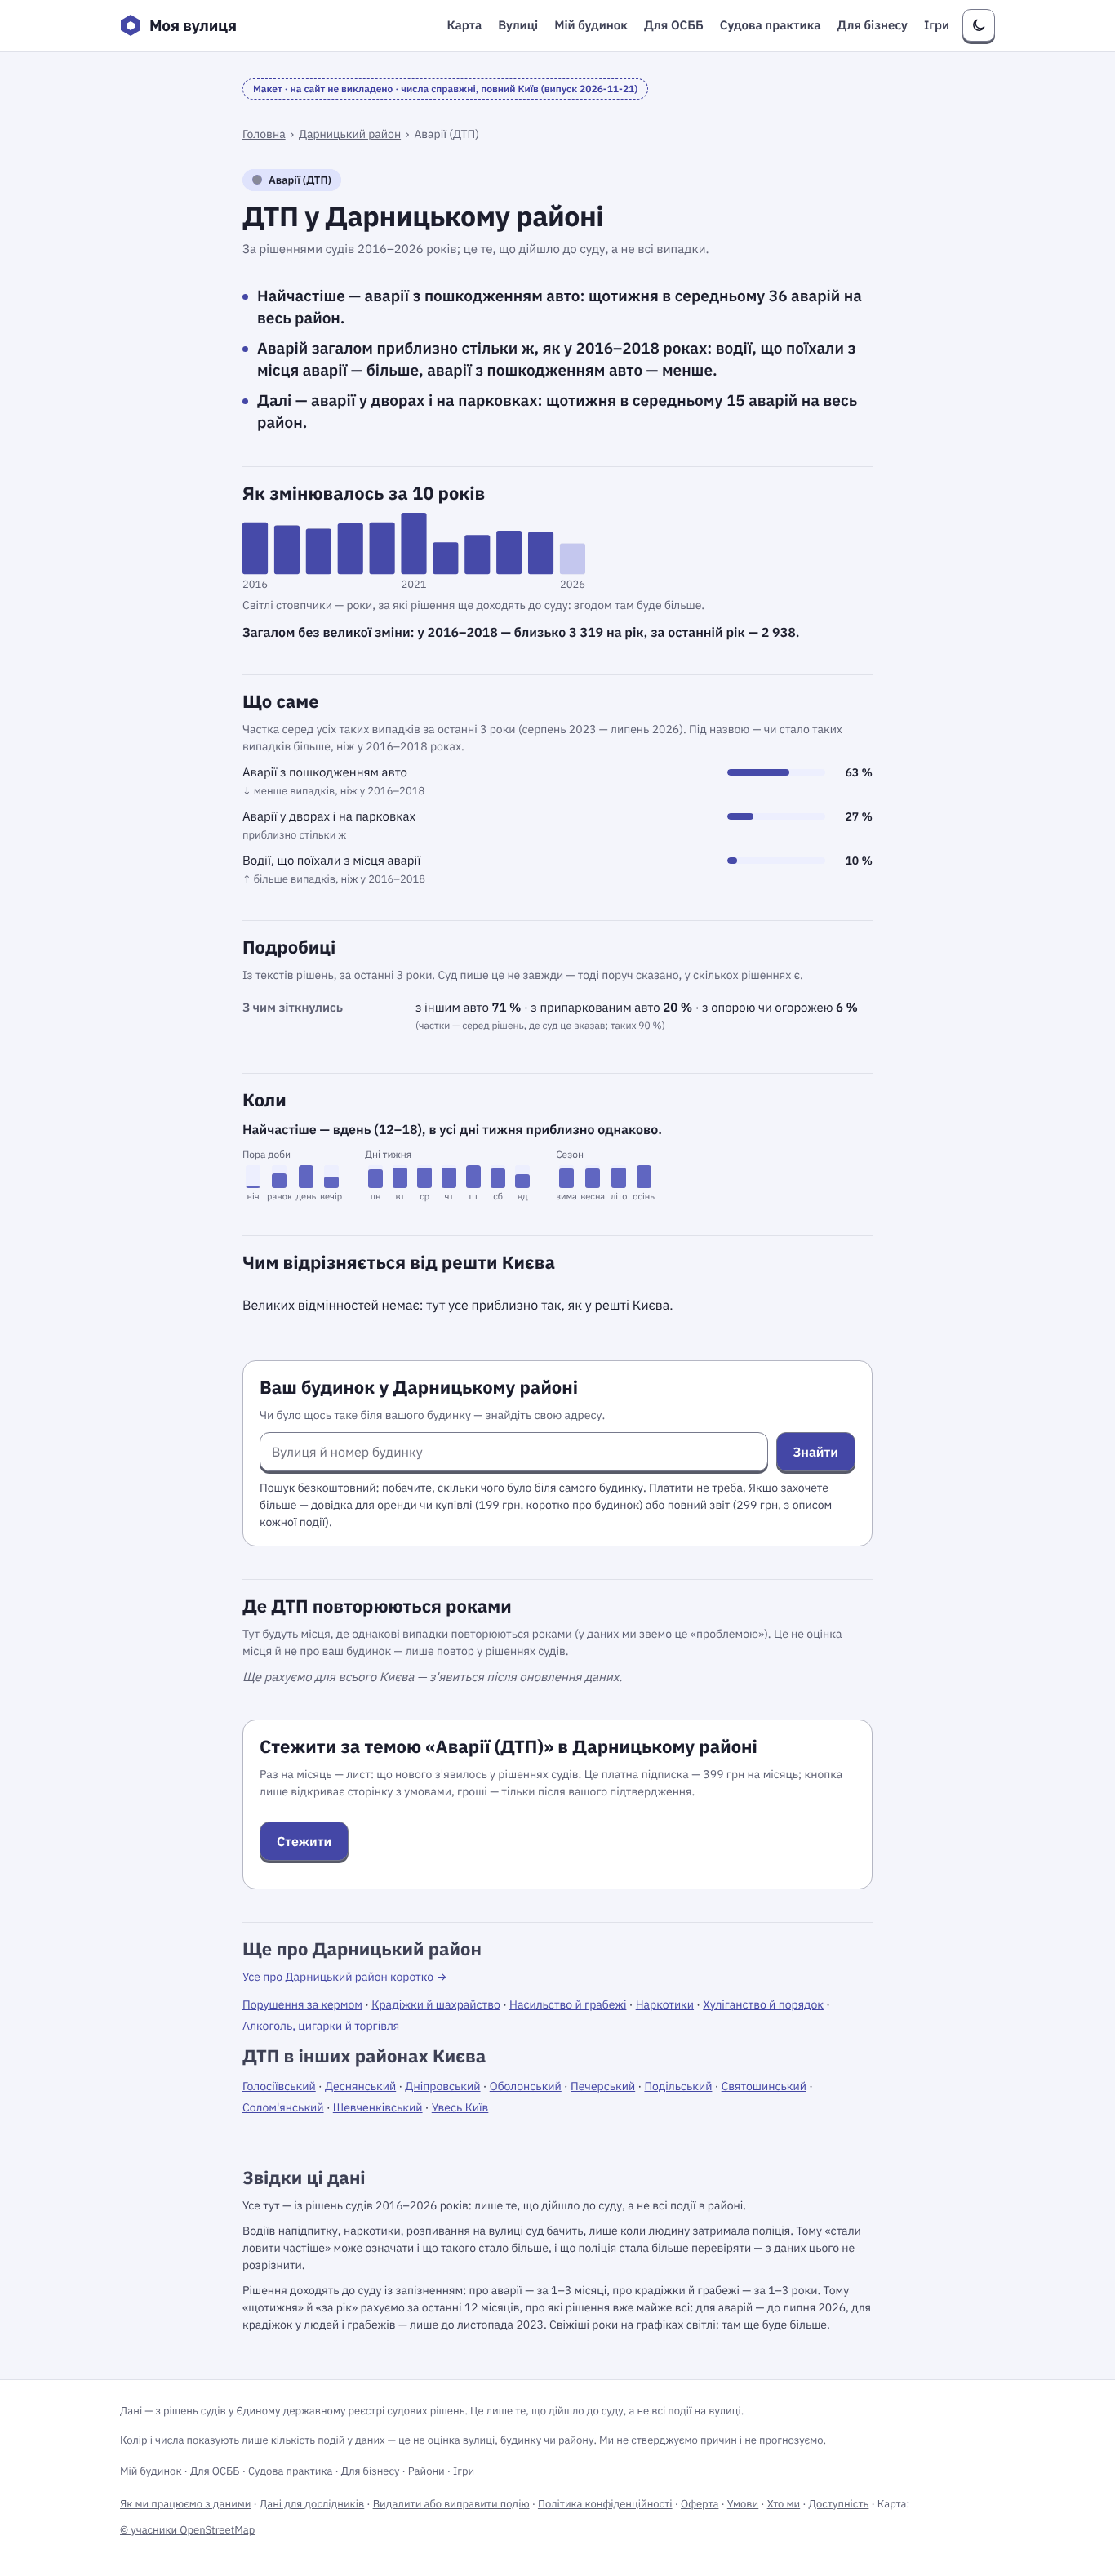 Моя вулиця
Карта Вулиці Мій будинок Для ОСББ Судова практика Для бізнесу Ігри
Макет · на сайт не викладено · числа справжні, повний Київ (випуск 2026-11-21)
Головна › Дарницький район › Аварії (ДТП)
Аварії (ДТП)
ДТП у Дарницькому районі
За рішеннями судів 2016–2026 років; це те, що дійшло до суду, а не всі випадки.
Найчастіше — аварії з пошкодженням авто: щотижня в середньому 36 аварій на
весь район.
Аварій загалом приблизно стільки ж, як у 2016–2018 роках: водії, що поїхали з
місця аварії — більше, аварії з пошкодженням авто — менше.
Далі — аварії у дворах і на парковках: щотижня в середньому 15 аварій на весь
район.
Як змінювалось за 10 років
2016 2021 2026
Світлі стовпчики — роки, за які рішення ще доходять до суду: згодом там буде більше.
Загалом без великої зміни: у 2016–2018 — близько 3 319 на рік, за останній рік — 2 938.
Що саме
Частка серед усіх таких випадків за останні 3 роки (серпень 2023 — липень 2026). Під назвою — чи стало таких
випадків більше, ніж у 2016–2018 роках.
Аварії з пошкодженням авто 63 %
↓ менше випадків, ніж у 2016–2018
Аварії у дворах і на парковках 27 %
приблизно стільки ж
Водії, що поїхали з місця аварії 10 %
↑ більше випадків, ніж у 2016–2018
Подробиці
Із текстів рішень, за останні 3 роки. Суд пише це не завжди — тоді поруч сказано, у скількох рішеннях є.
З чим зіткнулись з іншим авто 71 % · з припаркованим авто 20 % · з опорою чи огорожею 6 %
(частки — серед рішень, де суд це вказав; таких 90 %)
Коли
Найчастіше — вдень (12–18), в усі дні тижня приблизно однаково.
Пора доби Дні тижня Сезон
ніч ранок день вечір пн вт ср чт пт сб нд зима весна літо осінь
Чим відрізняється від решти Києва
Великих відмінностей немає: тут усе приблизно так, як у решті Києва.
Ваш будинок у Дарницькому районі
Чи було щось таке біля вашого будинку — знайдіть свою адресу.
Вулиця й номер будинку Знайти
Пошук безкоштовний: побачите, скільки чого було біля самого будинку. Платити не треба. Якщо захочете
більше — довідка для оренди чи купівлі (199 грн, коротко про будинок) або повний звіт (299 грн, з описом
кожної події).
Де ДТП повторюються роками
Тут будуть місця, де однакові випадки повторюються роками (у даних ми звемо це «проблемою»). Це не оцінка
місця й не про ваш будинок — лише повтор у рішеннях судів.
Ще рахуємо для всього Києва — з'явиться після оновлення даних.
Стежити за темою «Аварії (ДТП)» в Дарницькому районі
Раз на місяць — лист: що нового з'явилось у рішеннях судів. Це платна підписка — 399 грн на місяць; кнопка
лише відкриває сторінку з умовами, гроші — тільки після вашого підтвердження.
Стежити
Ще про Дарницький район
Усе про Дарницький район коротко →
Порушення за кермом · Крадіжки й шахрайство · Насильство й грабежі · Наркотики · Хуліганство й порядок ·
Алкоголь, цигарки й торгівля
ДТП в інших районах Києва
Голосіївський · Деснянський · Дніпровський · Оболонський · Печерський · Подільський · Святошинський ·
Солом'янський · Шевченківський · Увесь Київ
Звідки ці дані
Усе тут — із рішень судів 2016–2026 років: лише те, що дійшло до суду, а не всі події в районі.
Водіїв напідпитку, наркотики, розпивання на вулиці суд бачить, лише коли людину затримала поліція. Тому «стали
ловити частіше» може означати і що такого стало більше, і що поліція стала більше перевіряти — з даних цього не
розрізнити.
Рішення доходять до суду із запізненням: про аварії — за 1–3 місяці, про крадіжки й грабежі — за 1–3 роки. Тому
«щотижня» й «за рік» рахуємо за останні 12 місяців, про які рішення вже майже всі: для аварій — до липня 2026, для
крадіжок у людей і грабежів — лише до листопада 2023. Свіжіші роки на графіках світлі: там ще буде більше.
Дані — з рішень судів у Єдиному державному реєстрі судових рішень. Це лише те, що дійшло до суду, а не всі події на вулиці.
Колір і числа показують лише кількість подій у даних — це не оцінка вулиці, будинку чи району. Ми не стверджуємо причин і не прогнозуємо.
Мій будинок · Для ОСББ · Судова практика · Для бізнесу · Райони · Ігри
Як ми працюємо з даними · Дані для дослідників · Видалити або виправити подію · Політика конфіденційності · Оферта · Умови · Хто ми · Доступність · Карта:
© учасники OpenStreetMap